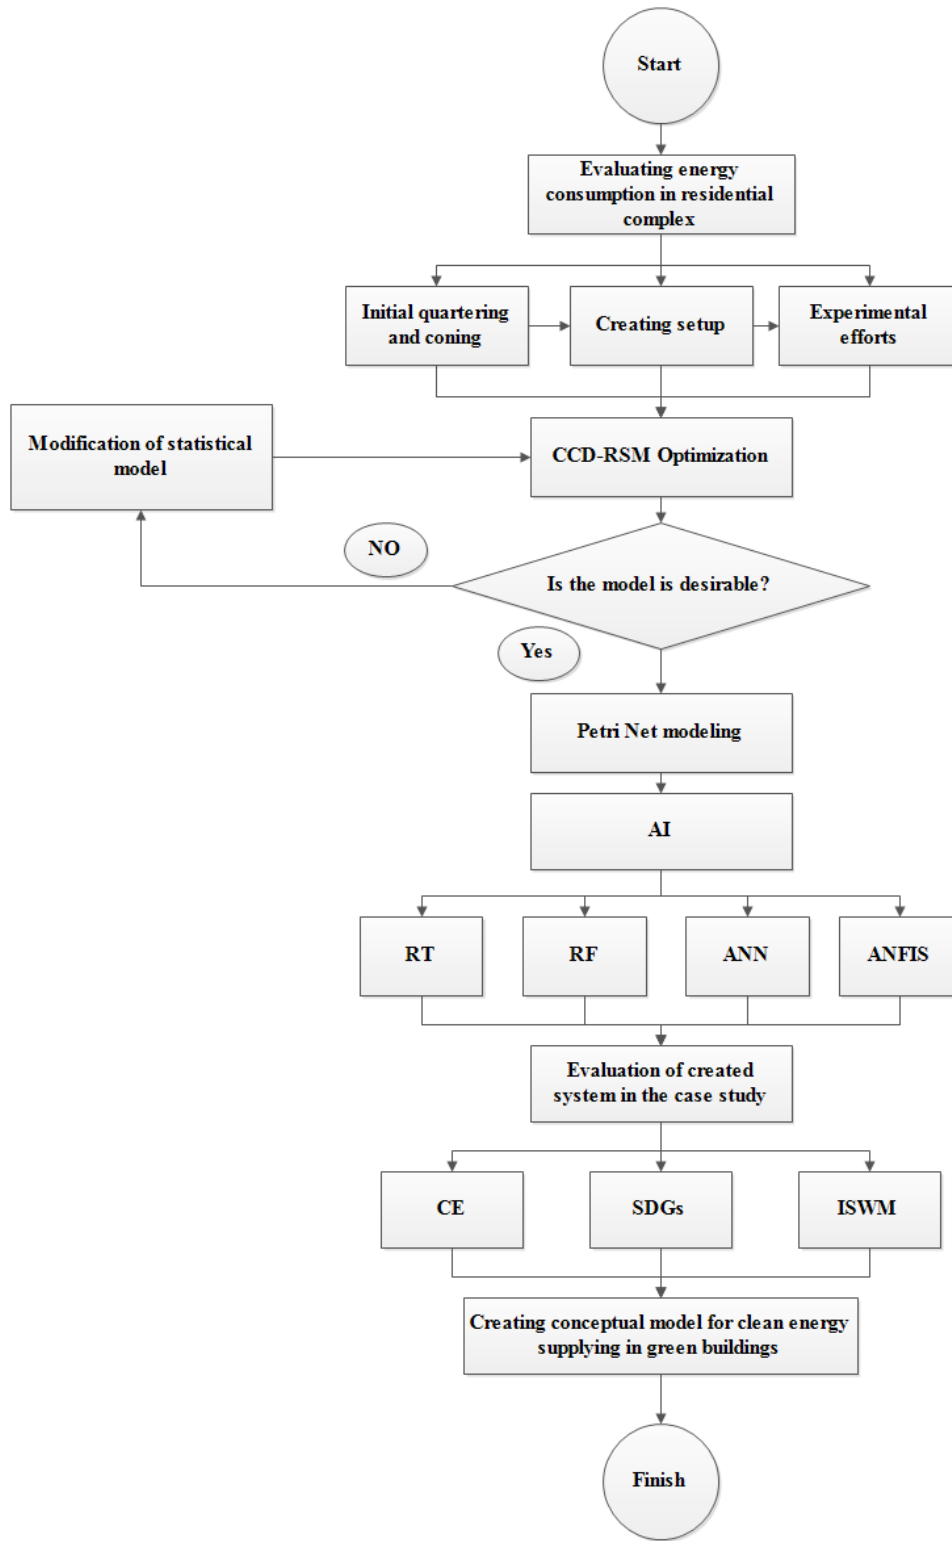 Start
Evaluating energy
consumption in residential
complex
Initial quartering
and coning
Creating setup
Experimental
efforts
Modification of statistical
model
CCD-RSM Optimization
NO
Is the model is desirable?
Yes
Petri Net modeling
AI
RT
RF
ANN
ANFIS
Evaluation of created
system in the case study
CE
SDGs
ISWM
Creating conceptual model for clean energy
supplying in green buildings
Finish